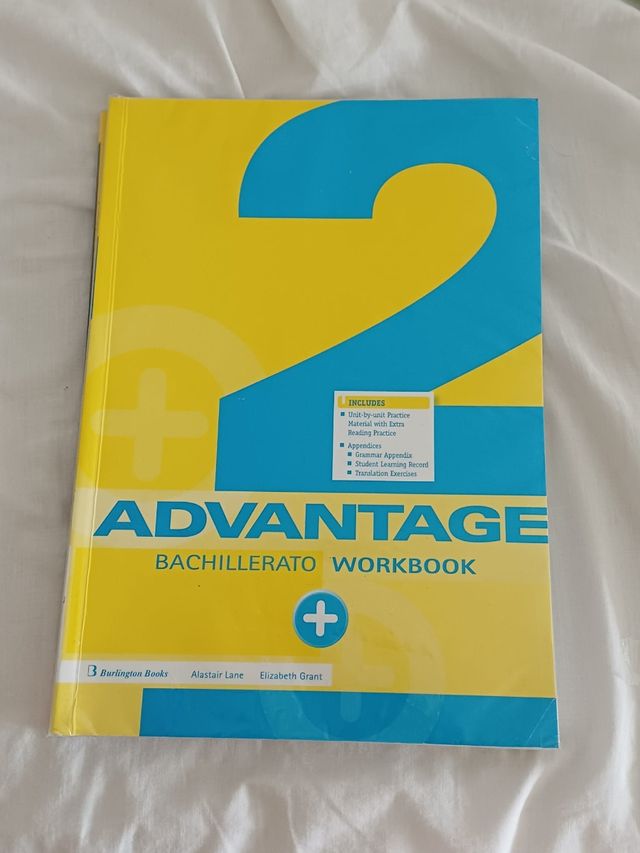 2
INCLUDES
Unit-by-unit Practice
Material with Extra
Reading Practice
Appendices
Grammar Appendix
Student Learning Record
Translation Exercises
ADVANTAGE
BACHILLERATO WORKBOOK
+
B Burlington Books Alastair Lane Elizabeth Grant